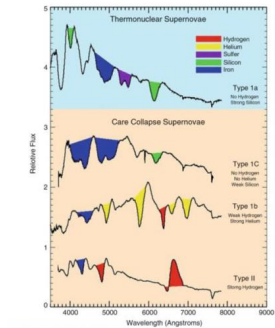 Thermonuclear Supernovae
Hydrogen
Helium
Sulfer
Silicon
Iron
Type 1a
No Hydrogen
Strong Silicon
Care Collapse Supernovae
Type 1C
No Hydrogen
No Helium
Weak Silicon
Type 1b
Weak Hydrogen
Strong Helium
Type II
Strong Hydrogen
Relative Flux
5
4
3
2
1
0
4000 5000 6000 7000 8000
Wavelength (Angstroms)